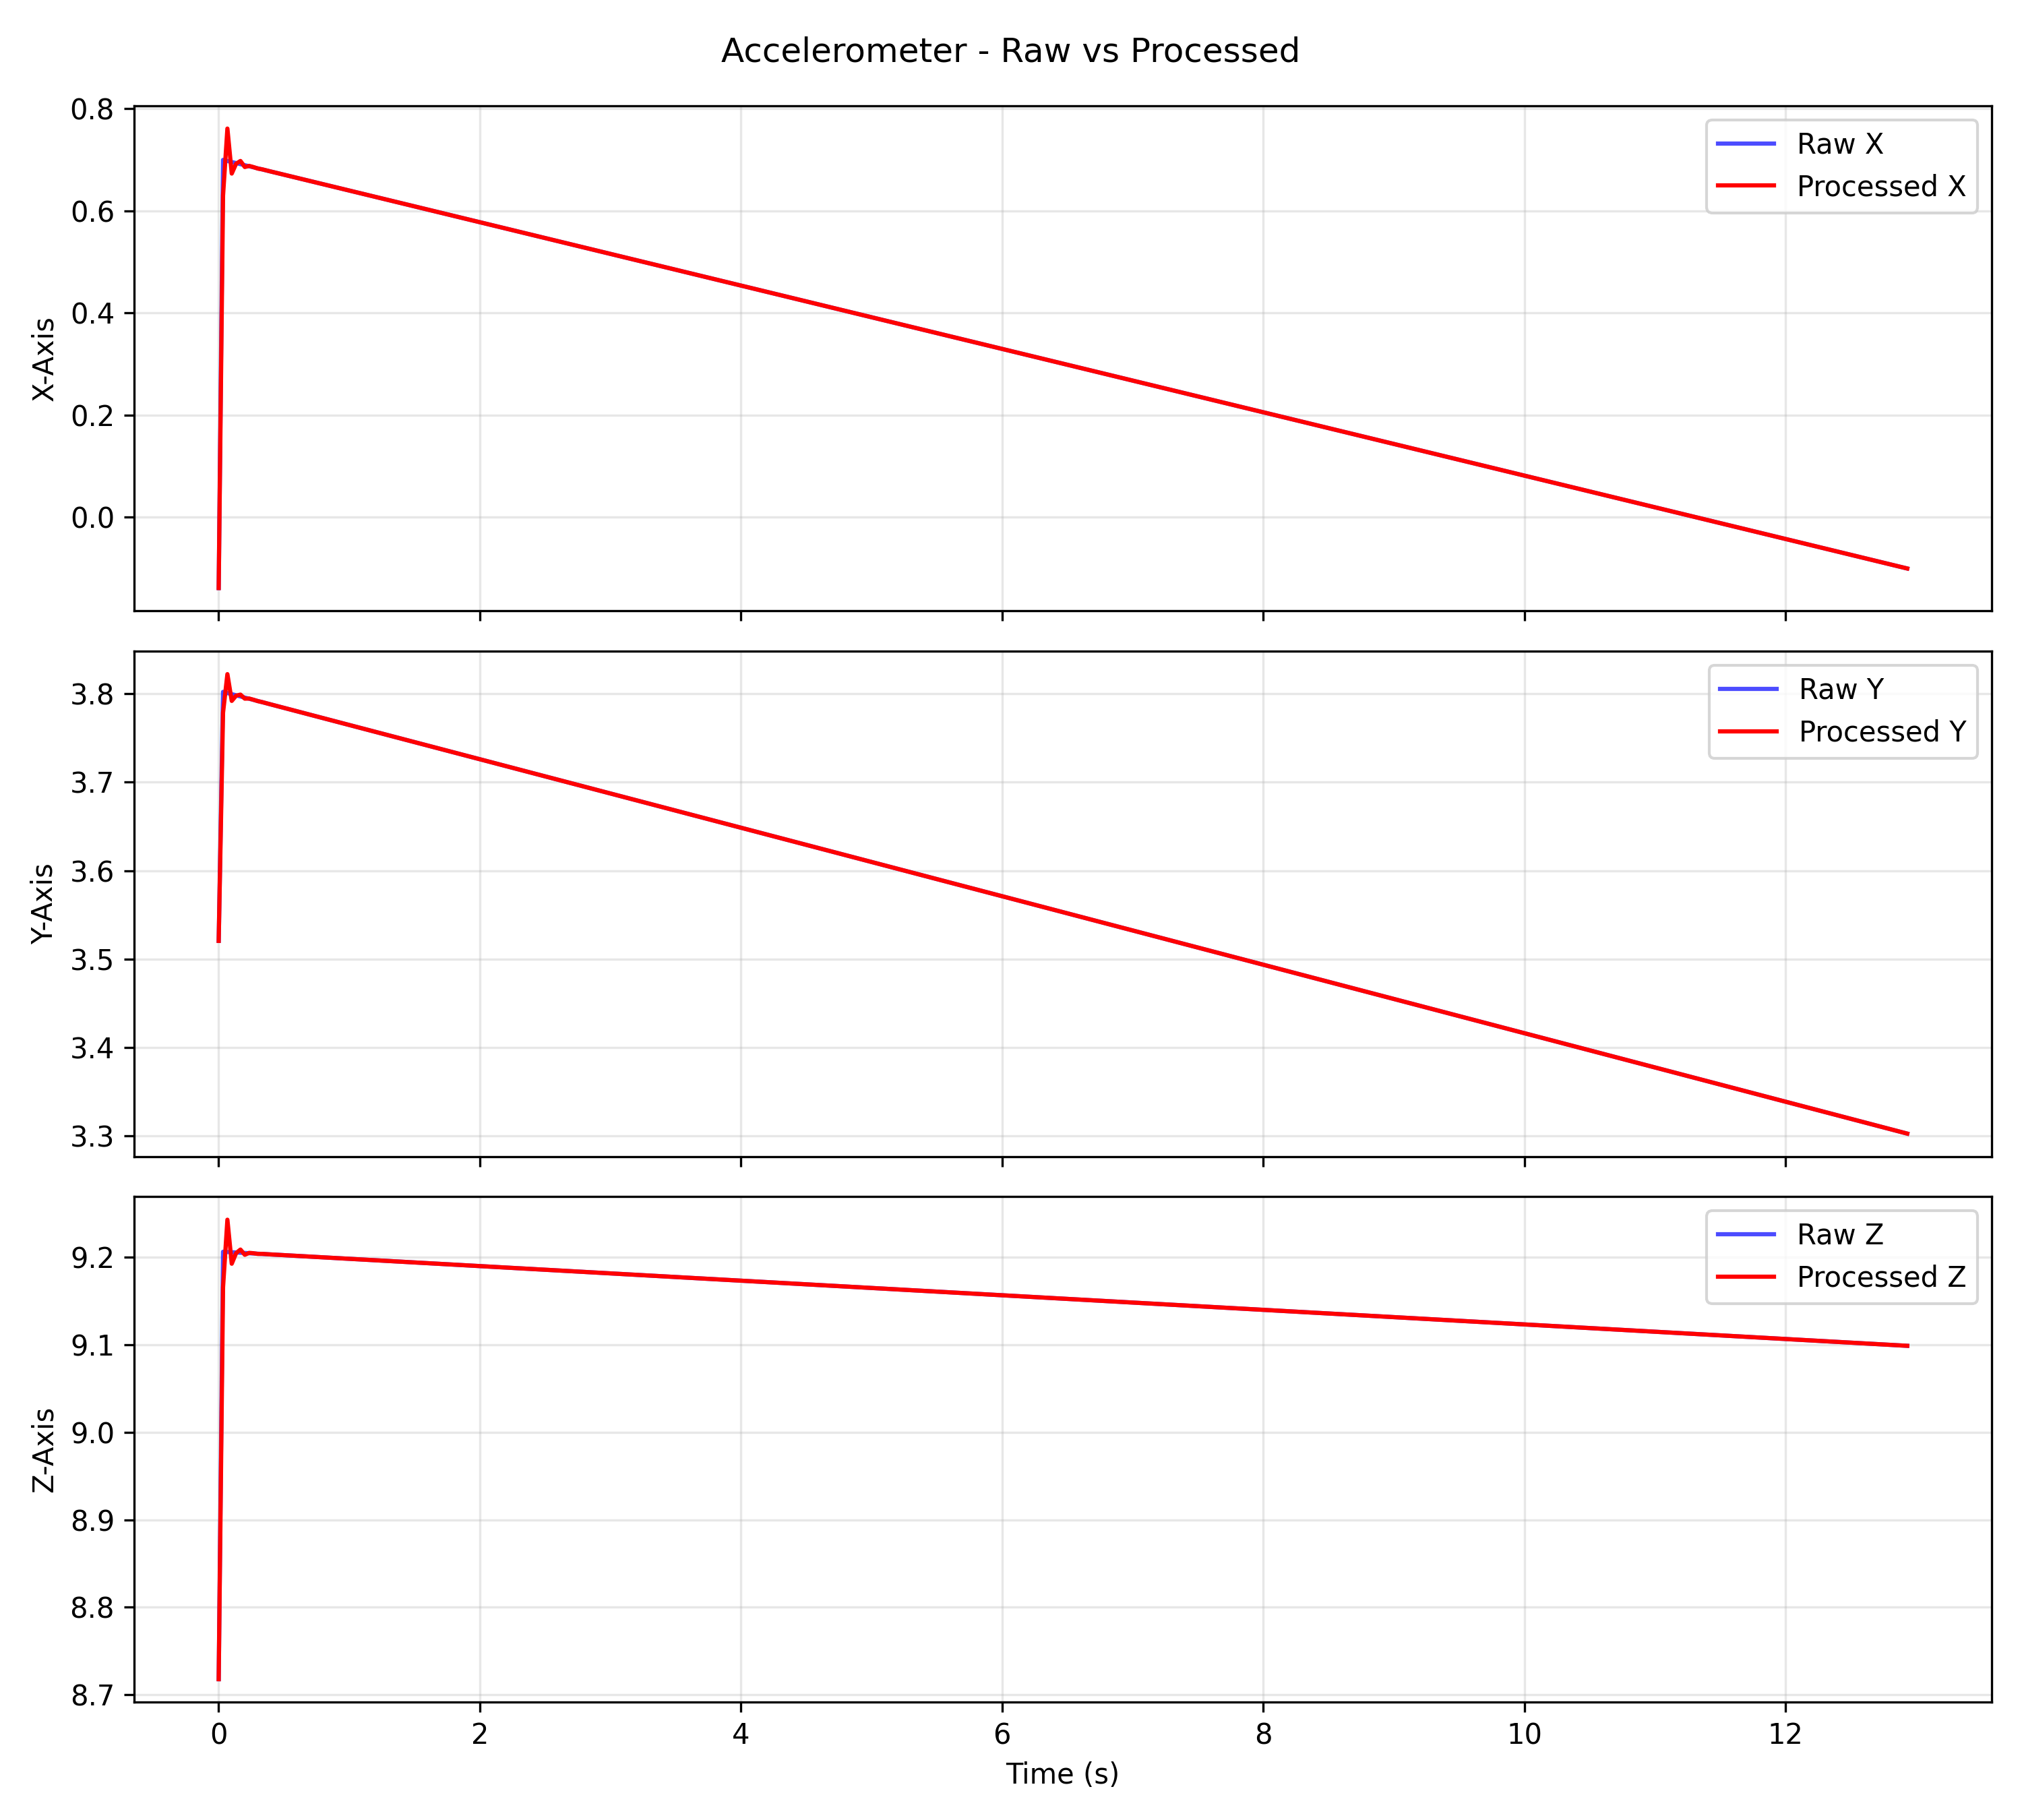 Accelerometer - Raw vs Processed
0.8
0.6
0.4
0.2
0.0
X-Axis
Raw X
Processed X
3.8
3.7
3.6
3.5
3.4
3.3
Y-Axis
Raw Y
Processed Y
9.2
9.1
9.0
8.9
8.8
8.7
Z-Axis
Raw Z
Processed Z
0 2 4 6 8 10 12
Time (s)